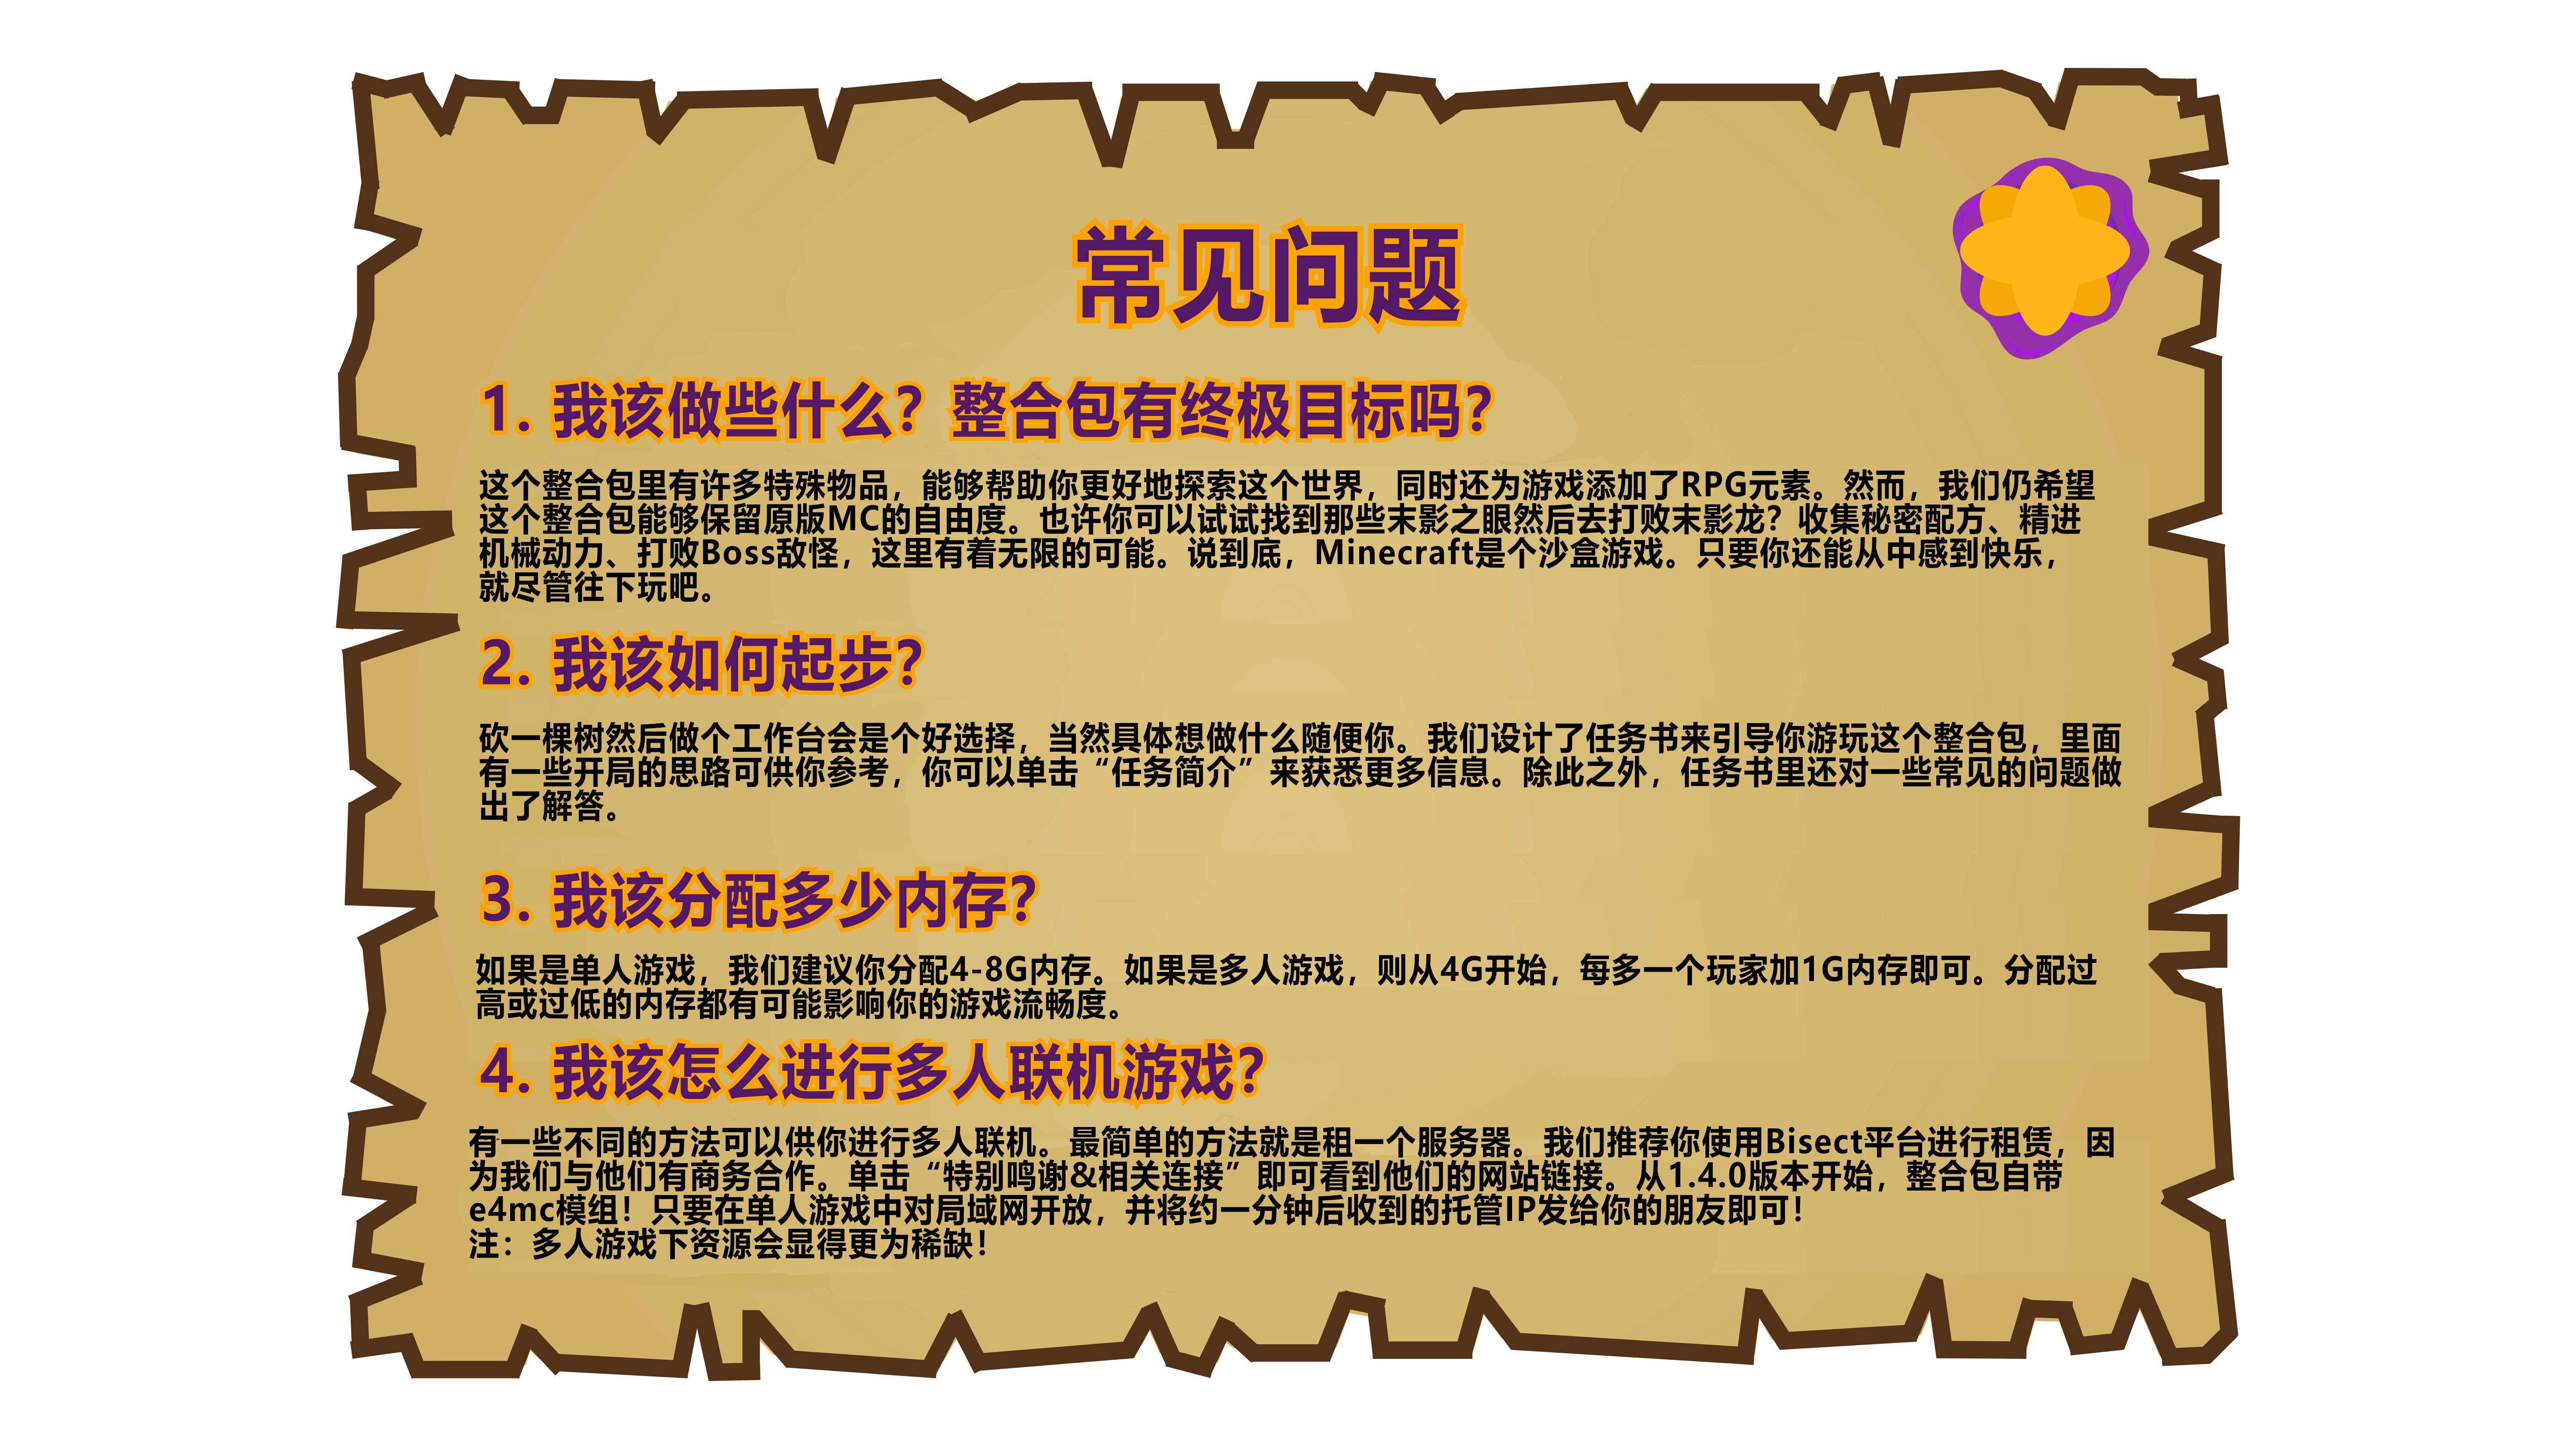 常见问题
1. 我该做些什么？整合包有终极目标吗？
这个整合包里有许多特殊物品，能够帮助你更好地探索这个世界，同时还为游戏添加了RPG元素。然而，我们仍希望
这个整合包能够保留原版MC的自由度。也许你可以试试找到那些末影之眼然后去打败末影龙？收集秘密配方、精进
机械动力、打败Boss敌怪，这里有着无限的可能。说到底，Minecraft是个沙盒游戏。只要你还能从中感到快乐，
就尽管往下玩吧。
2. 我该如何起步？
砍一棵树然后做个工作台会是个好选择，当然具体想做什么随便你。我们设计了任务书来引导你游玩这个整合包，里面
有一些开局的思路可供你参考，你可以单击“任务简介”来获悉更多信息。除此之外，任务书里还对一些常见的问题做
出了解答。
3. 我该分配多少内存？
如果是单人游戏，我们建议你分配4-8G内存。如果是多人游戏，则从4G开始，每多一个玩家加1G内存即可。分配过
高或过低的内存都有可能影响你的游戏流畅度。
4. 我该怎么进行多人联机游戏？
有一些不同的方法可以供你进行多人联机。最简单的方法就是租一个服务器。我们推荐你使用Bisect平台进行租赁，因
为我们与他们有商务合作。单击“特别鸣谢&相关连接”即可看到他们的网站链接。从1.4.0版本开始，整合包自带
e4mc模组！只要在单人游戏中对局域网开放，并将约一分钟后收到的托管IP发给你的朋友即可！
注：多人游戏下资源会显得更为稀缺！